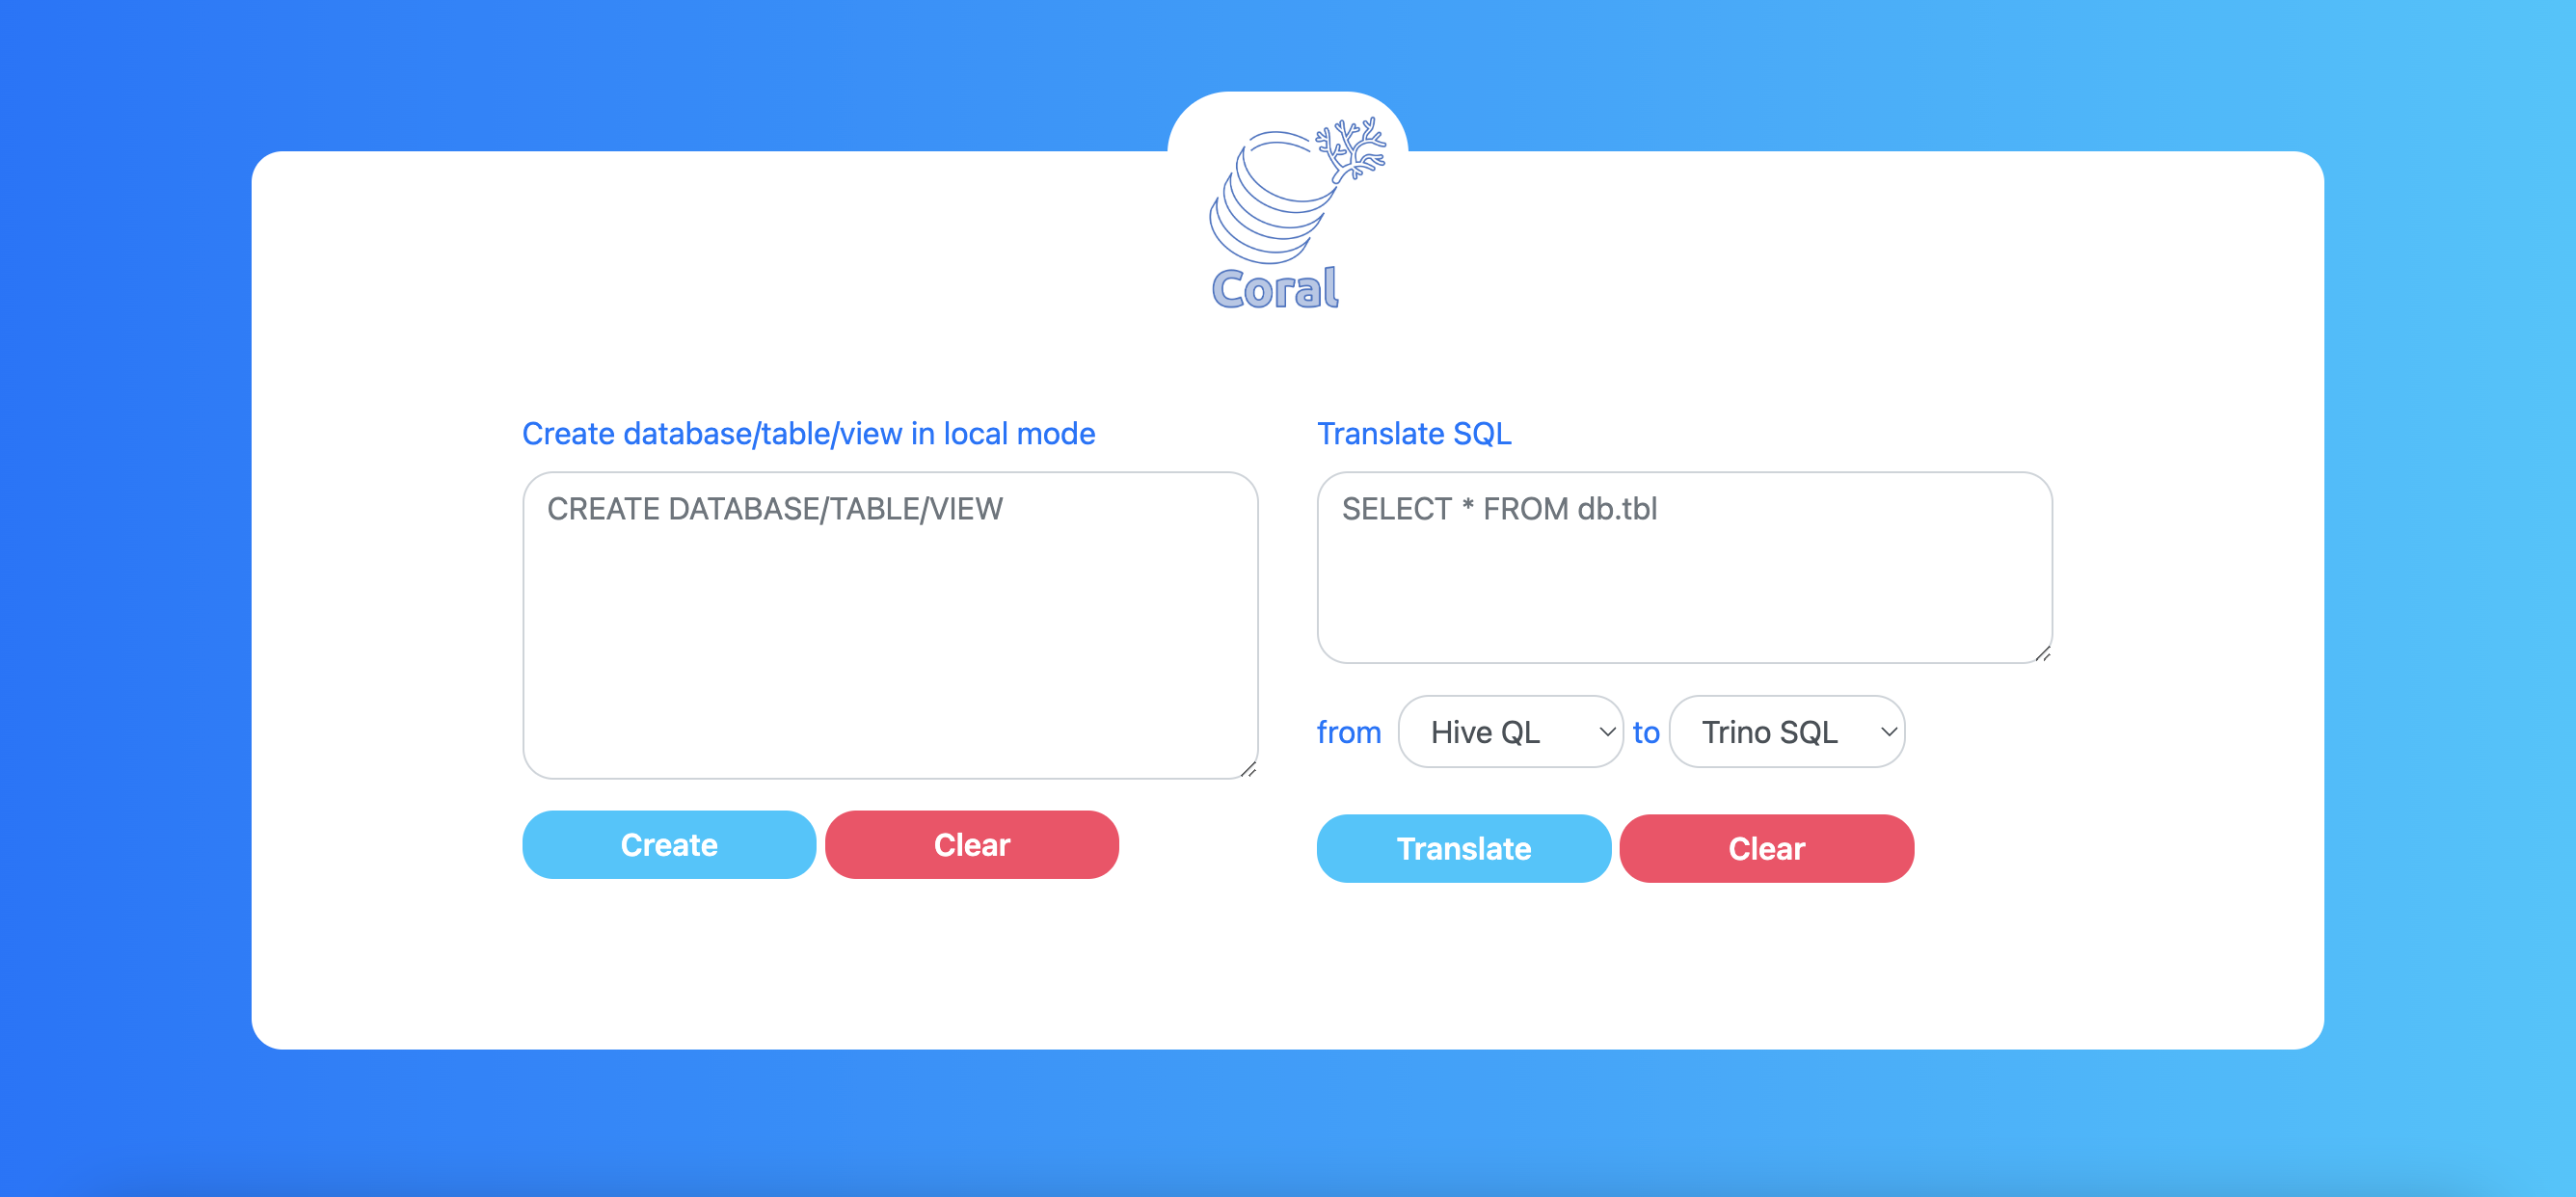 Coral
Create database/table/view in local mode
CREATE DATABASE/TABLE/VIEW
Create Clear
Translate SQL
SELECT * FROM db.tbl
from Hive QL to Trino SQL
Translate Clear